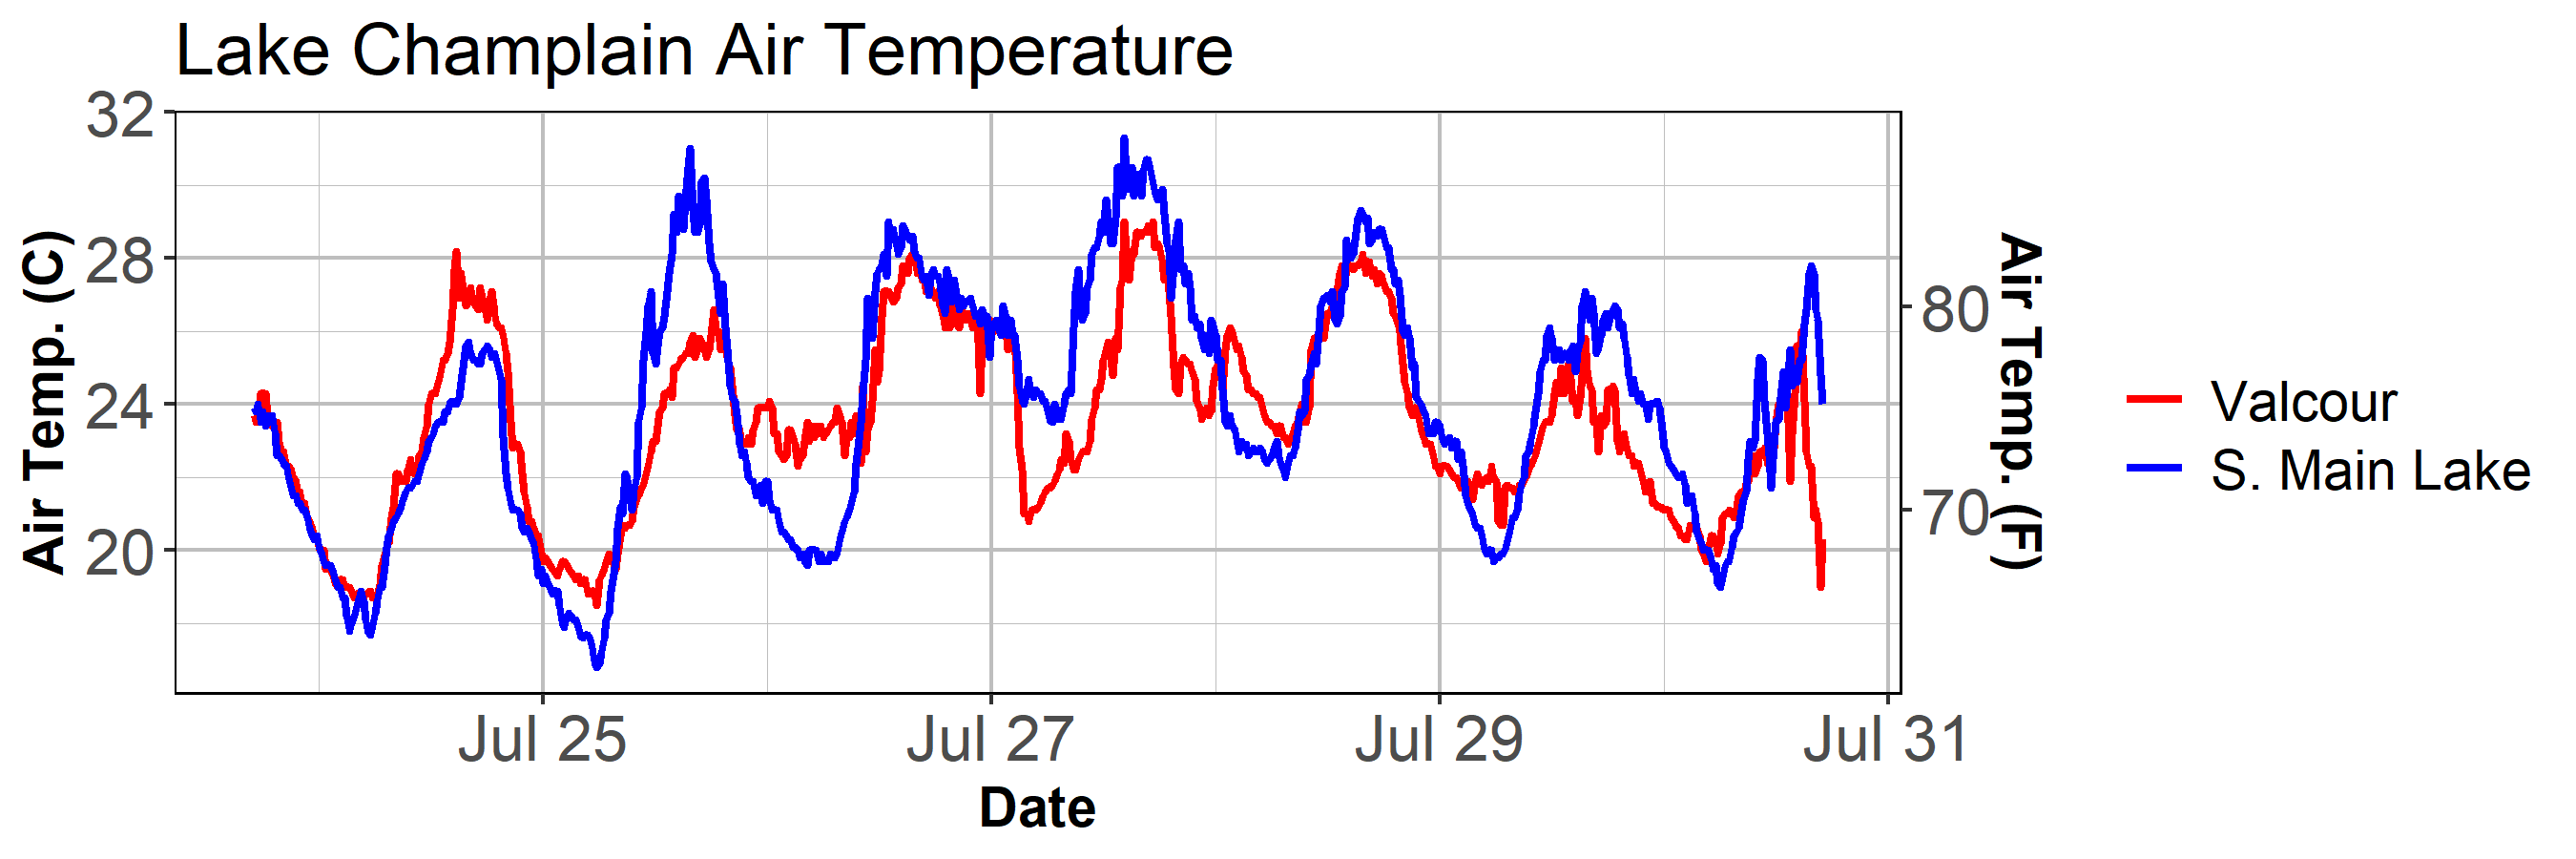 Lake Champlain Air Temperature
32
28
24
20
Air Temp. (C)
80
70
Air Temp. (F)
Jul 25
Jul 27
Jul 29
Jul 31
Date
Valcour
S. Main Lake